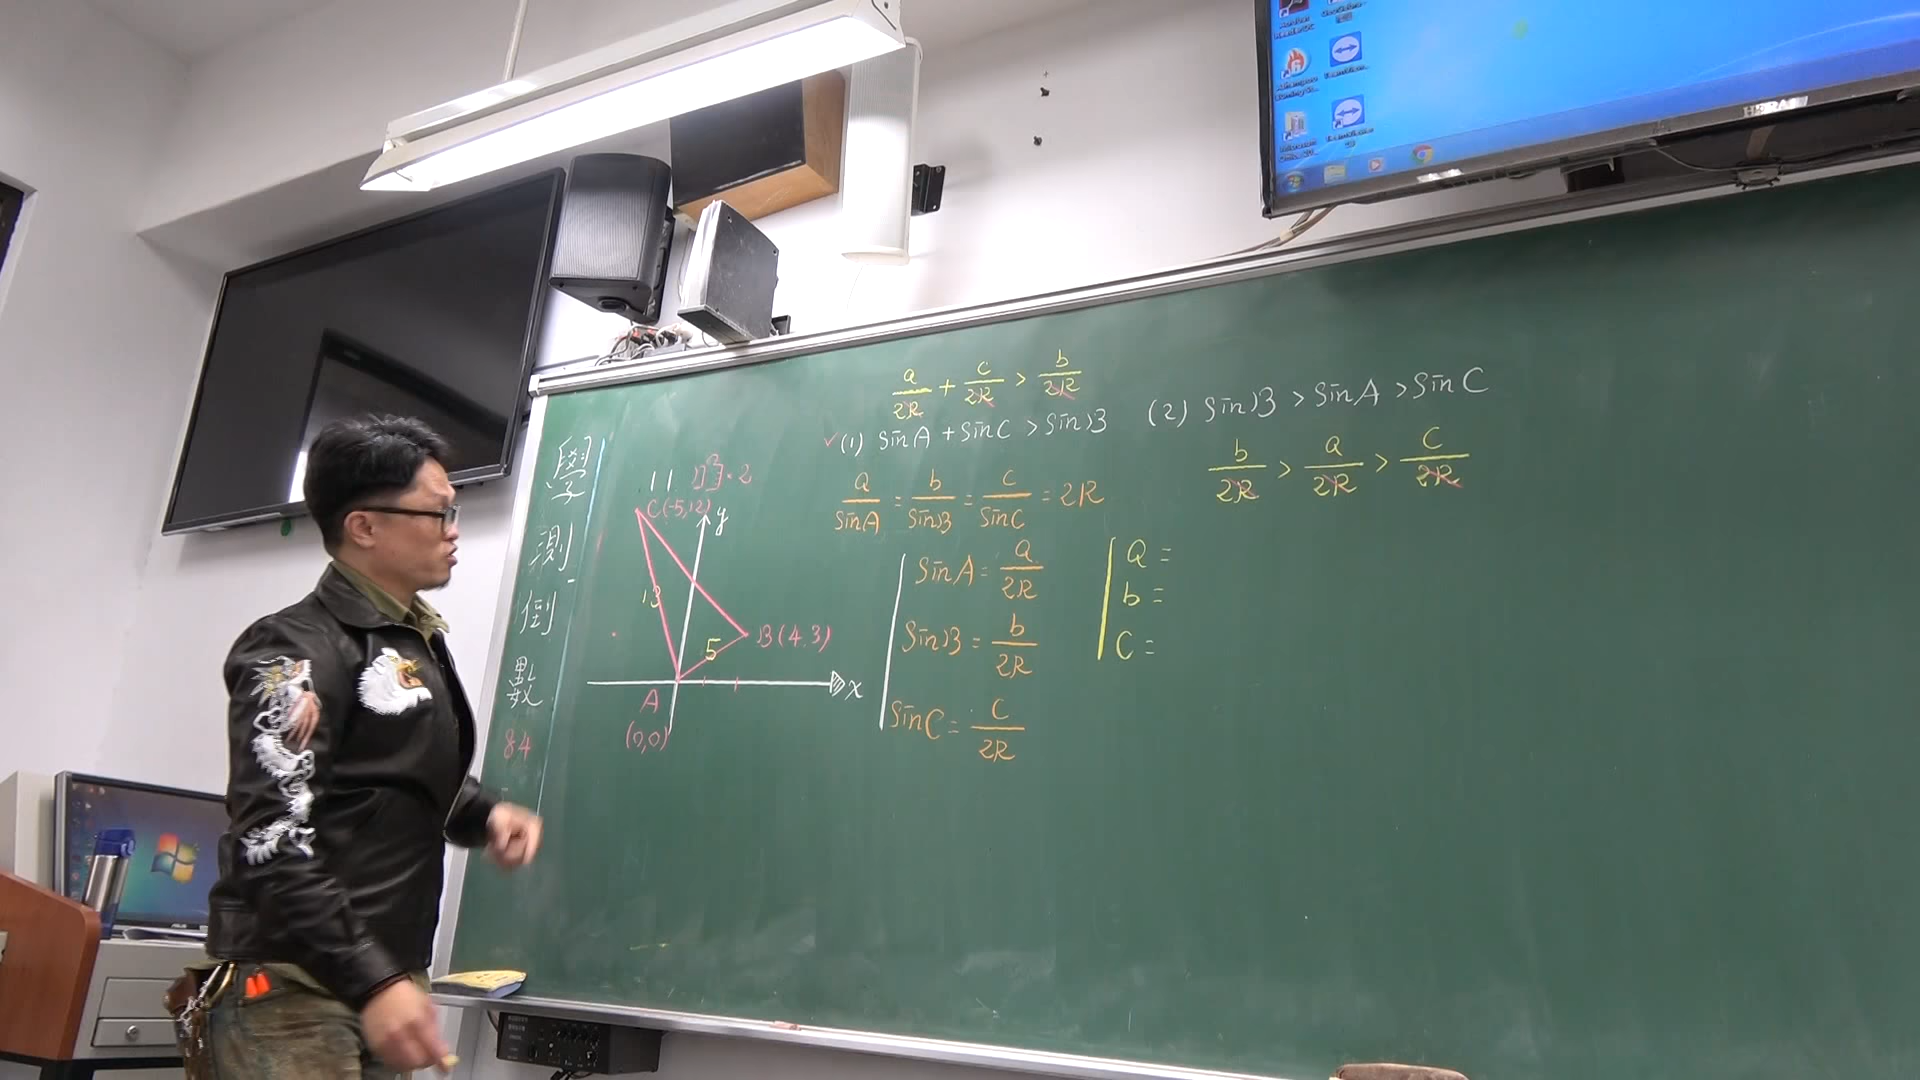 學
測
倒
數
84
11
C(-5,12)
y
13
5
B(4.3)
x
A
(0,0)
a/2R + c/2R > b/2R
✓(1) sinA + sinC > sinB
a/sinA = b/sinB = c/sinC = 2R
sinA = a/2R
sinB = b/2R
sinC = c/2R
a =
b =
c =
(2) sinB > sinA > sinC
b/2R > a/2R > c/2R
HERAN